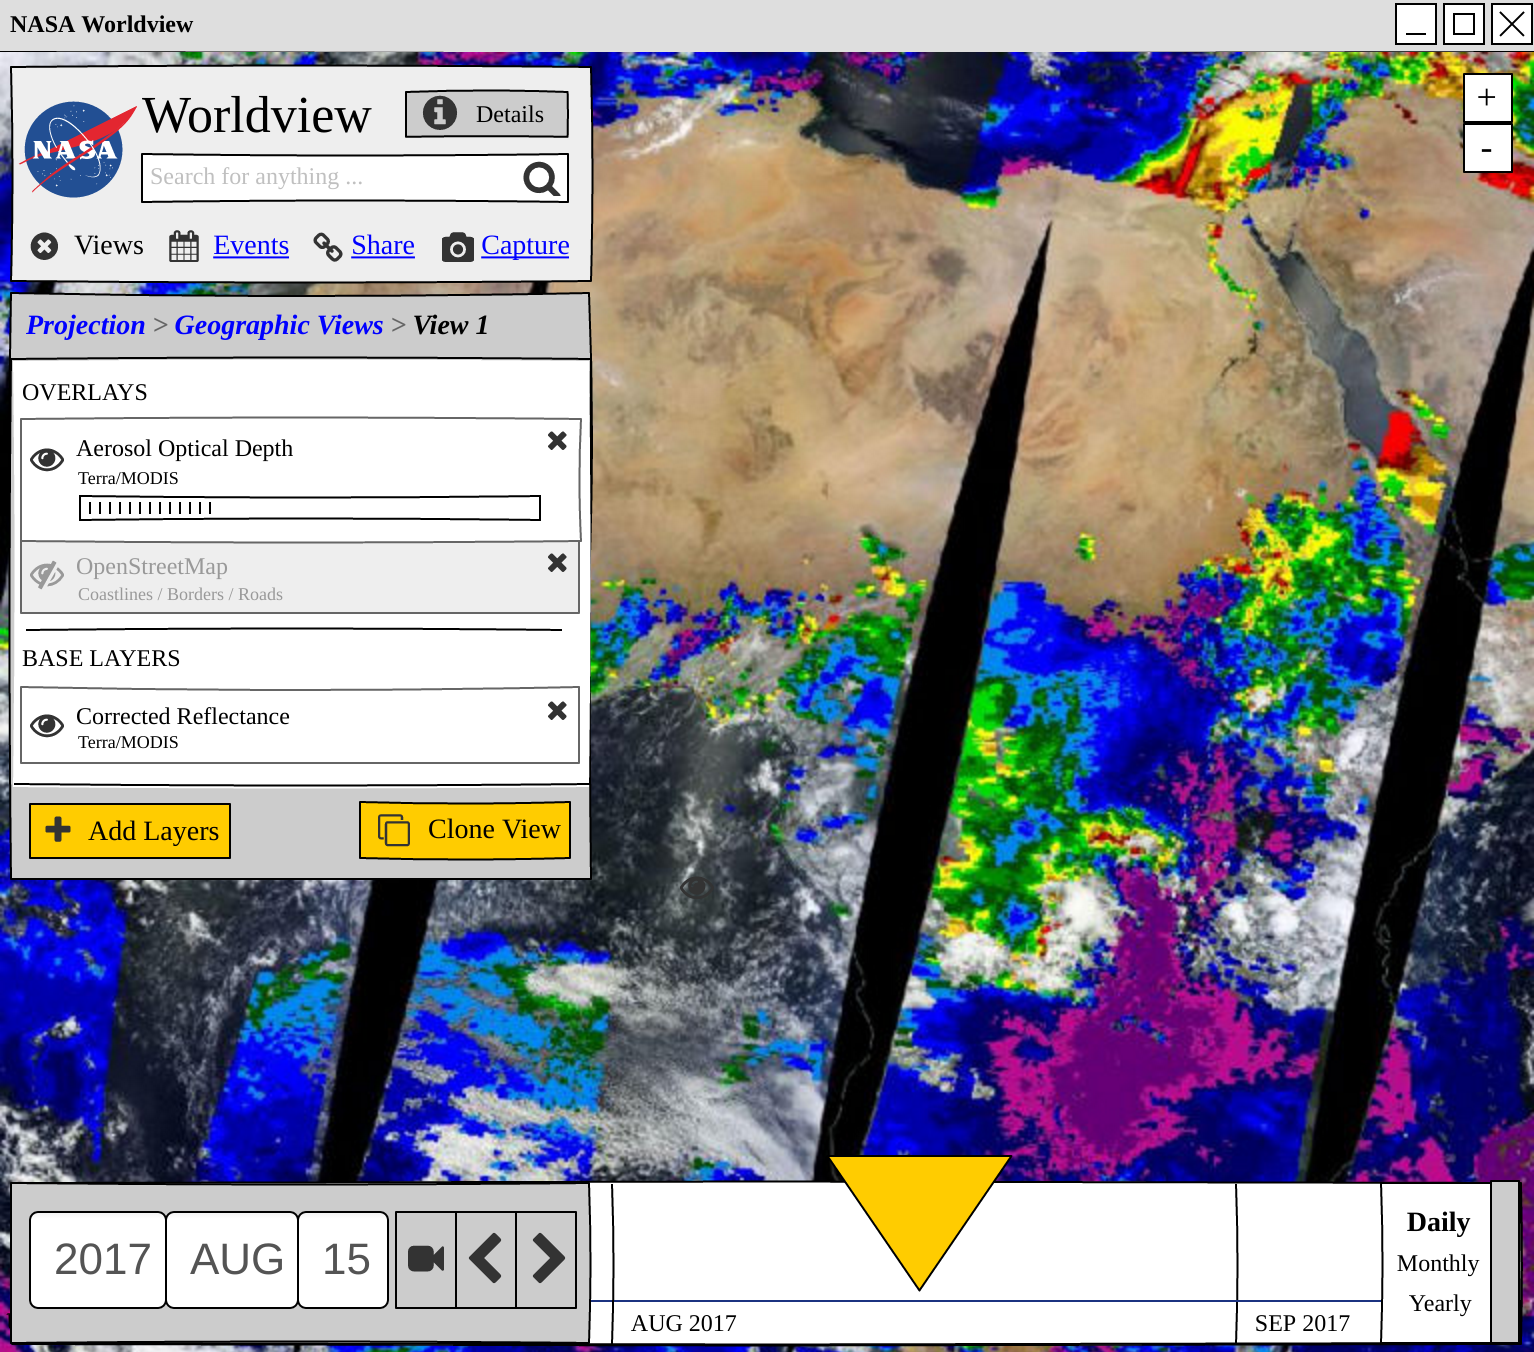 NASA Worldview
NASA
Worldview
Details
Search for anything ...
Views Events Share Capture
Projection > Geographic Views > View 1
OVERLAYS
Aerosol Optical Depth
Terra/MODIS
OpenStreetMap
Coastlines / Borders / Roads
BASE LAYERS
Corrected Reflectance
Terra/MODIS
Add Layers
Clone View
+
-
2017 AUG 15
AUG 2017
SEP 2017
Daily
Monthly
Yearly